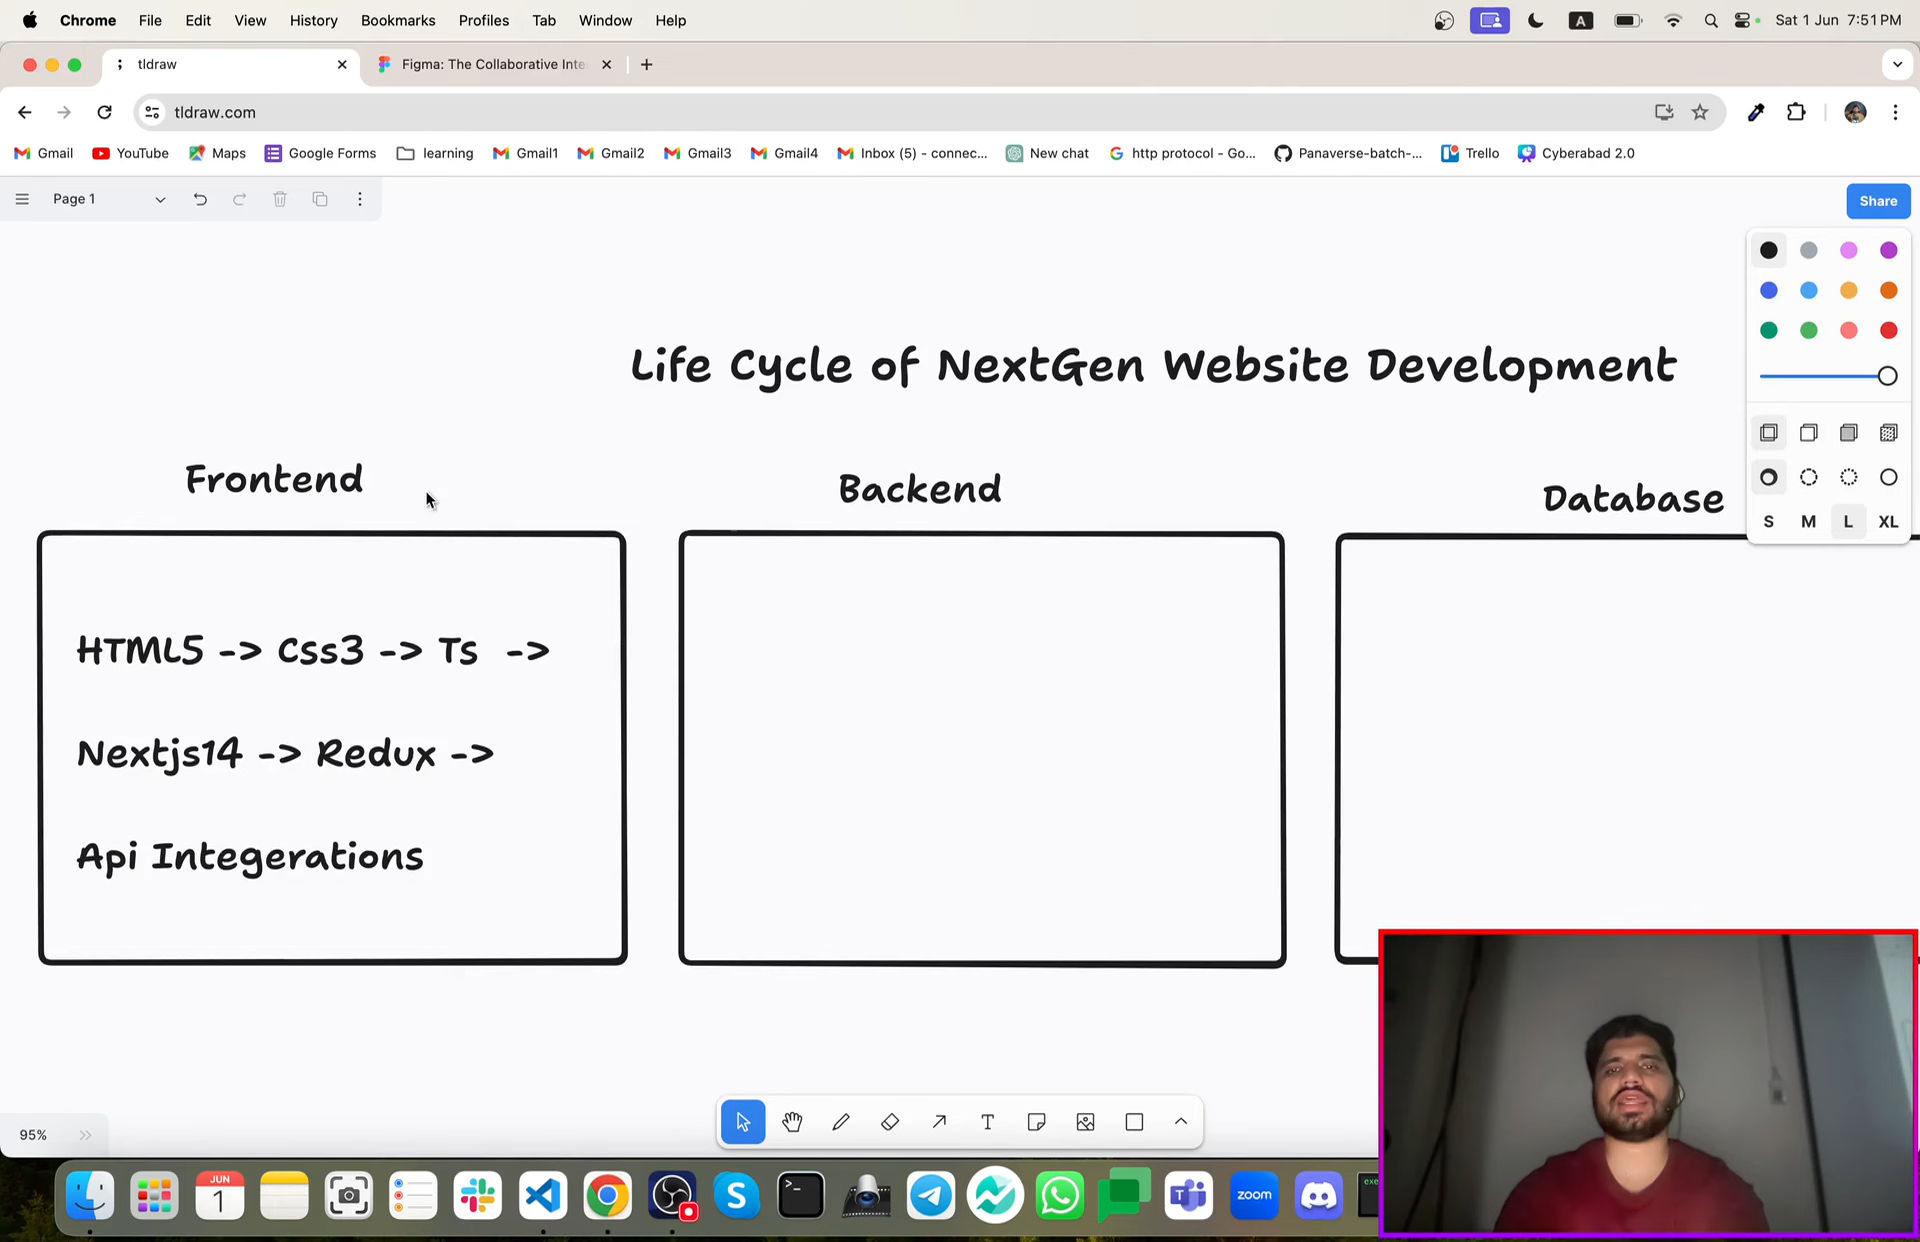 Chrome File Edit View History Bookmarks Profiles Tab Window Help
A Sat 1 Jun 7:51 PM
tldraw
Figma: The Collaborative Inte
tldraw.com
Gmail YouTube Maps Google Forms learning Gmail1 Gmail2 Gmail3 Gmail4 Inbox (5) - connec... New chat http protocol - Go... Panaverse-batch-... Trello Cyberabad 2.0
Page 1
Share
Life Cycle of NextGen Website Development
Frontend
Backend
Database
S M L XL
HTML5 -> Css3 -> Ts ->
Nextjs14 -> Redux ->
Api Integerations
T
95%
JUN
1
S
>_
T
zoom
exe